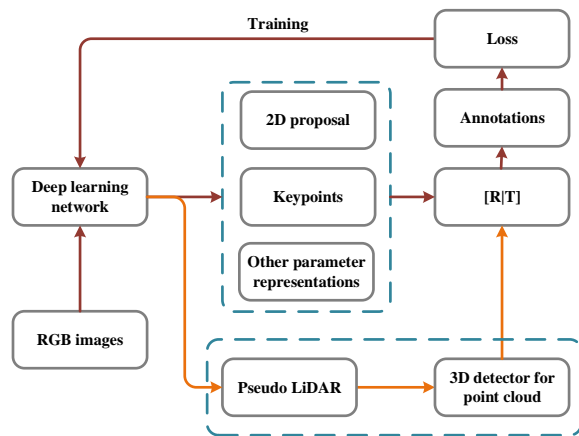 Training
Loss
2D proposal
Annotations
Deep learning
network
Keypoints
[R|T]
Other parameter
representations
RGB images
Pseudo LiDAR
3D detector for
point cloud